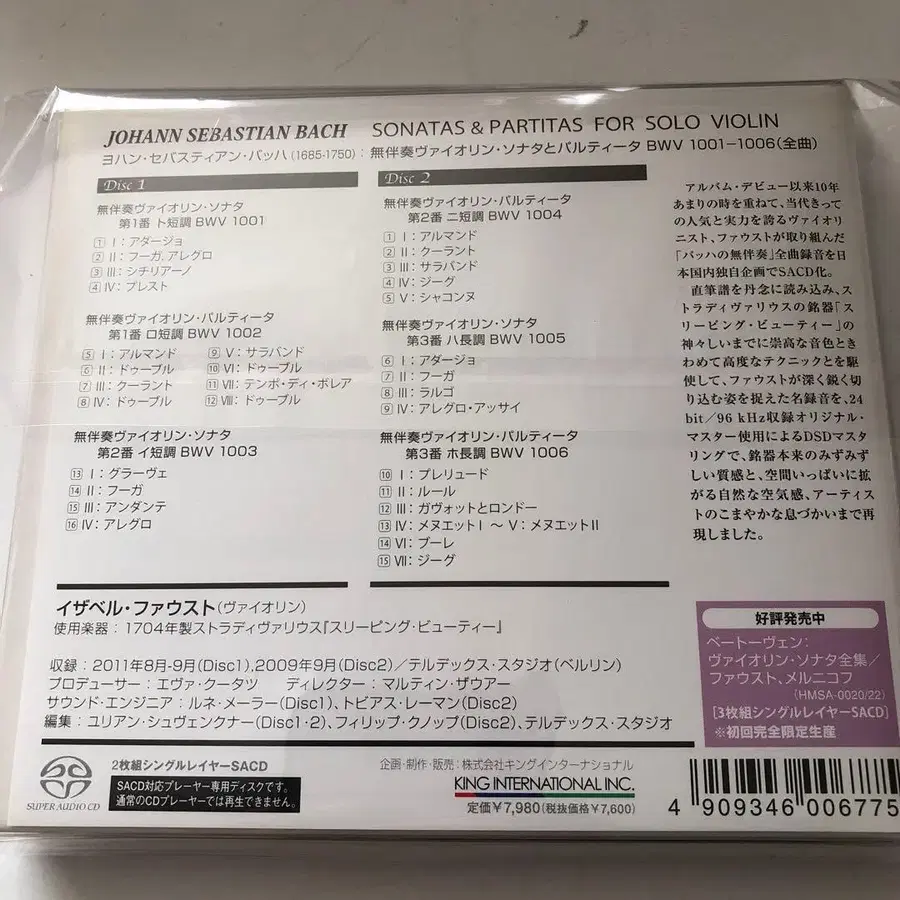 JOHANN SEBASTIAN BACH SONATAS & PARTITAS FOR SOLO VIOLIN
ヨハン・セバスティアン・バッハ (1685-1750) : 無伴奏ヴァイオリン・ソナタとパルティータ BWV 1001-1006(全曲)
Disc 1
無伴奏ヴァイオリン・ソナタ
第1番 ト短調 BWV 1001
1 I : アダージョ
2 II : フーガ、アレグロ
3 III : シチリアーノ
4 IV : プレスト
無伴奏ヴァイオリン・パルティータ
第1番 ロ短調 BWV 1002
5 I : アルマンド
6 II : ドゥーブル
7 III : クーラント
8 IV : ドゥーブル
9 V : サラバンド
10 VI : ドゥーブル
11 VII : テンポ・ディ・ボレア
12 VIII : ドゥーブル
無伴奏ヴァイオリン・ソナタ
第2番 イ短調 BWV 1003
13 I : グラーヴェ
14 II : フーガ
15 III : アンダンテ
16 IV : アレグロ
Disc 2
無伴奏ヴァイオリン・パルティータ
第2番 ニ短調 BWV 1004
1 I : アルマンド
2 II : クーラント
3 III : サラバンド
4 IV : ジーグ
5 V : シャコンヌ
無伴奏ヴァイオリン・ソナタ
第3番 ハ長調 BWV 1005
6 I : アダージョ
7 II : フーガ
8 III : ラルゴ
9 IV : アレグロ・アッサイ
無伴奏ヴァイオリン・パルティータ
第3番 ホ長調 BWV 1006
10 I : プレリュード
11 II : ルール
12 III : ガヴォットとロンドー
13 IV : メヌエットI 〜 V : メヌエットII
14 VI : ブーレ
15 VII : ジーグ
アルバム・デビュー以来10年
あまりの時を重ねて、当代きって
の人気と実力を誇るヴァイオリ
ニスト、ファウストが取り組んだ
「バッハの無伴奏」全曲録音を日
本国内独自企画でSACD化。
直筆譜を丹念に読み込み、ス
トラディヴァリウスの銘器「ス
リーピング・ビューティー」の
神々しいまでに崇高な音色とき
わめて高度なテクニックとを駆
使して、ファウストが深く鋭く切
り込む姿を捉えた名録音を、24
bit/96 kHz収録オリジナル・
マスター使用によるDSDマスタ
リングで、銘器本来のみずみず
しい質感と、空間いっぱいに拡
がる自然な空気感、アーティス
トのこまやかな息づかいまで再
現しました。
イザベル・ファウスト(ヴァイオリン)
使用楽器 : 1704年製ストラディヴァリウス『スリーピング・ビューティー』
収録 : 2011年8月-9月(Disc1),2009年9月(Disc2)/テルデックス・スタジオ(ベルリン)
プロデューサー : エヴァ・クータツ ディレクター : マルティン・ザウアー
サウンド・エンジニア : ルネ・メーラー(Disc1)、トビアス・レーマン(Disc2)
編集 : ユリアン・シュヴェンクナー(Disc1・2)、フィリップ・クノップ(Disc2)、テルデックス・スタジオ
好評発売中
ベートーヴェン:
ヴァイオリン・ソナタ全集/
ファウスト、メルニコフ
(HMSA-0020/22)
[3枚組シングルレイヤーSACD]
※初回完全限定生産
SUPER AUDIO CD
2枚組シングルレイヤーSACD
SACD対応プレーヤー専用ディスクです。
通常のCDプレーヤーでは再生できません。
企画・制作・販売 : 株式会社キングインターナショナル
KING INTERNATIONAL INC.
定価￥7,980(税抜価格￥7,600)
4 909346 006775